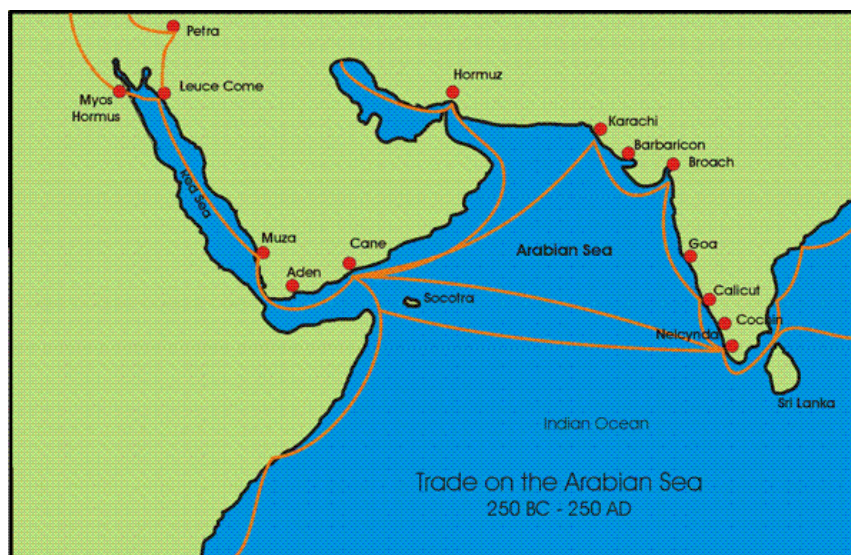 Petra
Leuce Come
Myos
Hormus
Hormuz
Karachi
Barbaricon
Broach
Red Sea
Muza
Cane
Aden
Arabian Sea
Socotra
Goa
Calicut
Cochin
Nelcynda
Sri Lanka
Indian Ocean
Trade on the Arabian Sea
250 BC - 250 AD